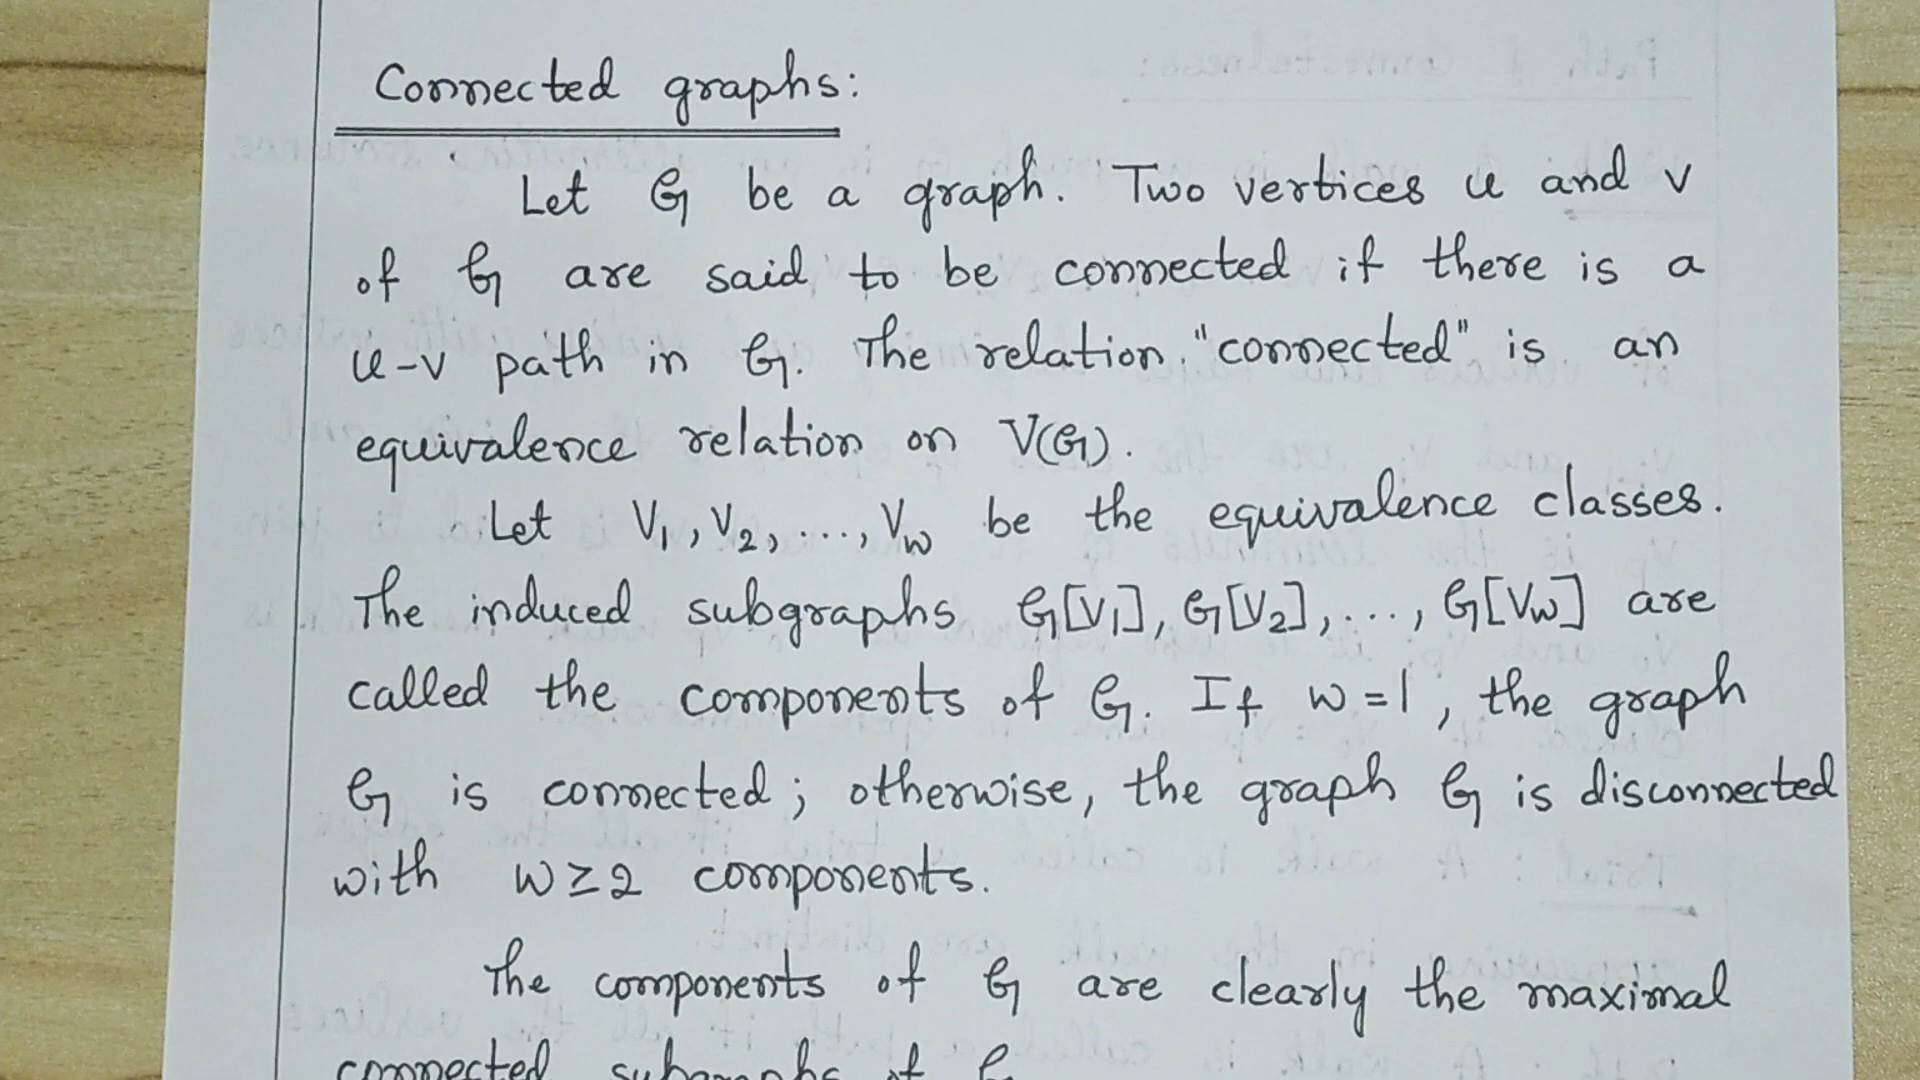 Connected graphs:
Let G be a graph. Two vertices u and v
of G are said to be connected if there is a
u-v path in G. The relation "connected" is an
equivalence relation on V(G).
Let V₁, V₂, ..., Vw be the equivalence classes.
The induced subgraphs G[V₁], G[V₂], ..., G[Vw] are
called the components of G. If w=1, the graph
G is connected; otherwise, the graph G is disconnected
with w≥2 components.
The components of G are clearly the maximal
connected subgraphs of G